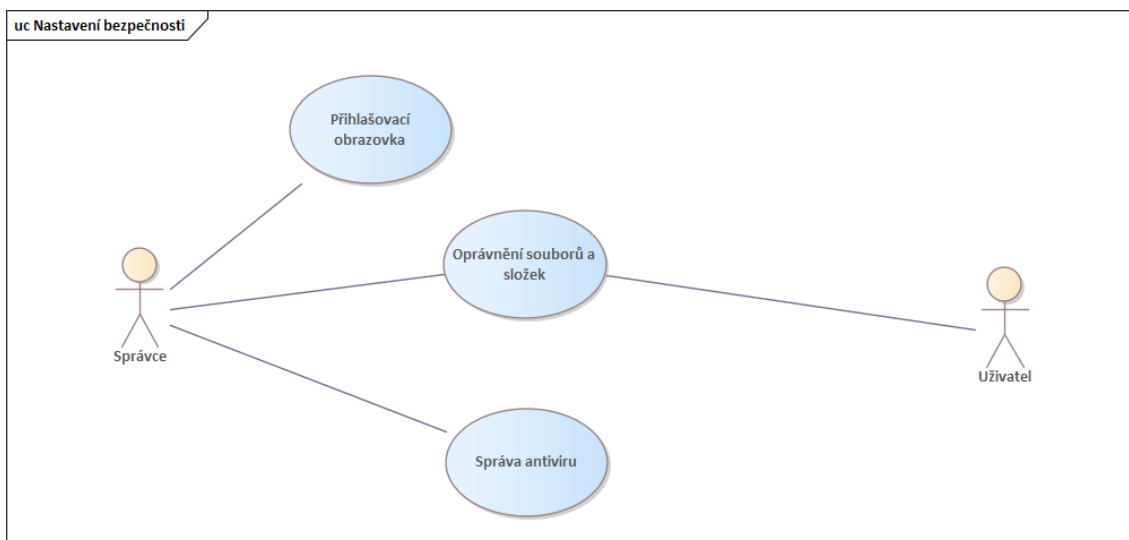 uc Nastavení bezpečnosti
Přihlašovací
obrazovka
Oprávnění souborů a
složek
Správce
Uživatel
Správa antiviru